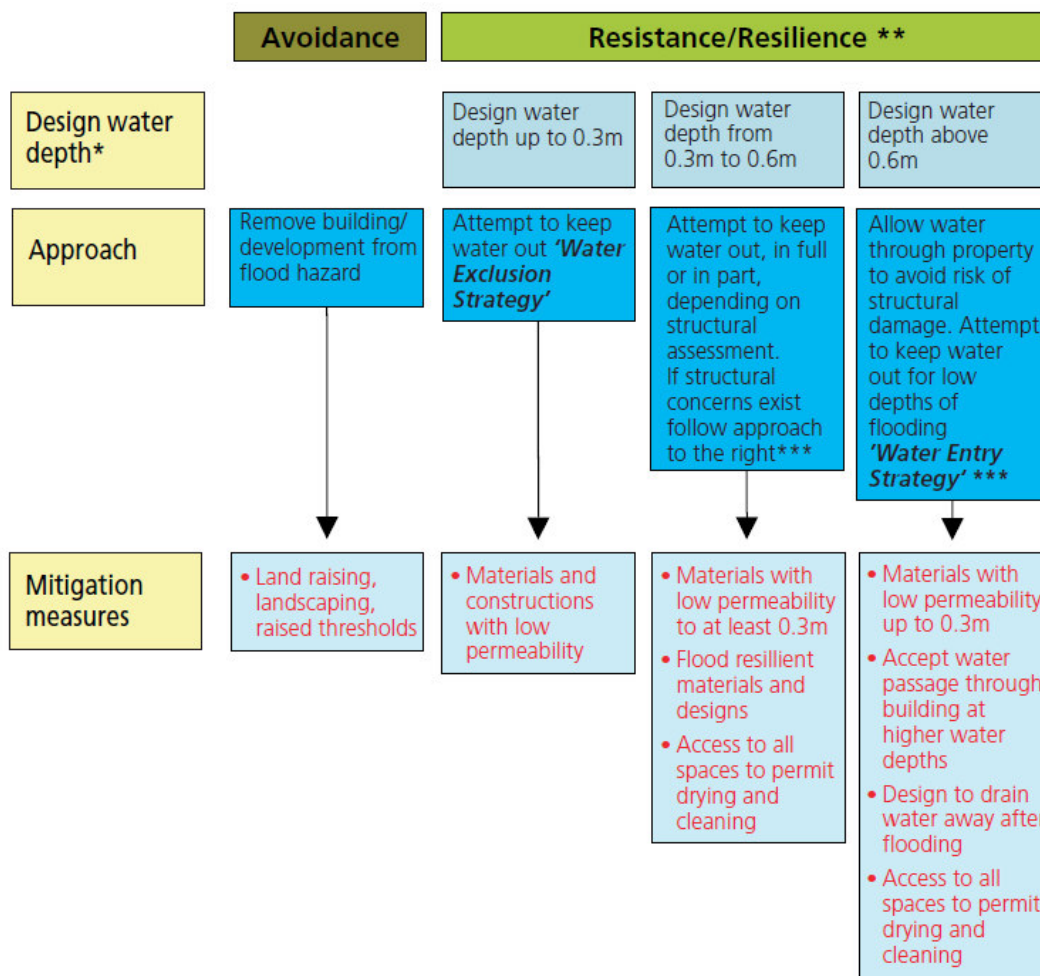 Avoidance
Resistance/Resilience **
Design water
depth*
Design water
depth up to 0.3m
Design water
depth from
0.3m to 0.6m
Design water
depth above
0.6m
Approach
Remove building/
development from
flood hazard
Attempt to keep
water out ‘Water
Exclusion
Strategy’
Attempt to keep
water out, in full
or in part,
depending on
structural
assessment.
If structural
concerns exist
follow approach
to the right***
Allow water
through property
to avoid risk of
structural
damage. Attempt
to keep water
out for low
depths of
flooding
‘Water Entry
Strategy’ ***
Mitigation
measures
• Land raising,
landscaping,
raised thresholds
• Materials and
constructions
with low
permeability
• Materials with
low permeability
to at least 0.3m
• Flood resillient
materials and
designs
• Access to all
spaces to permit
drying and
cleaning
• Materials with
low permeability
up to 0.3m
• Accept water
passage through
building at
higher water
depths
• Design to drain
water away after
flooding
• Access to all
spaces to permit
drying and
cleaning